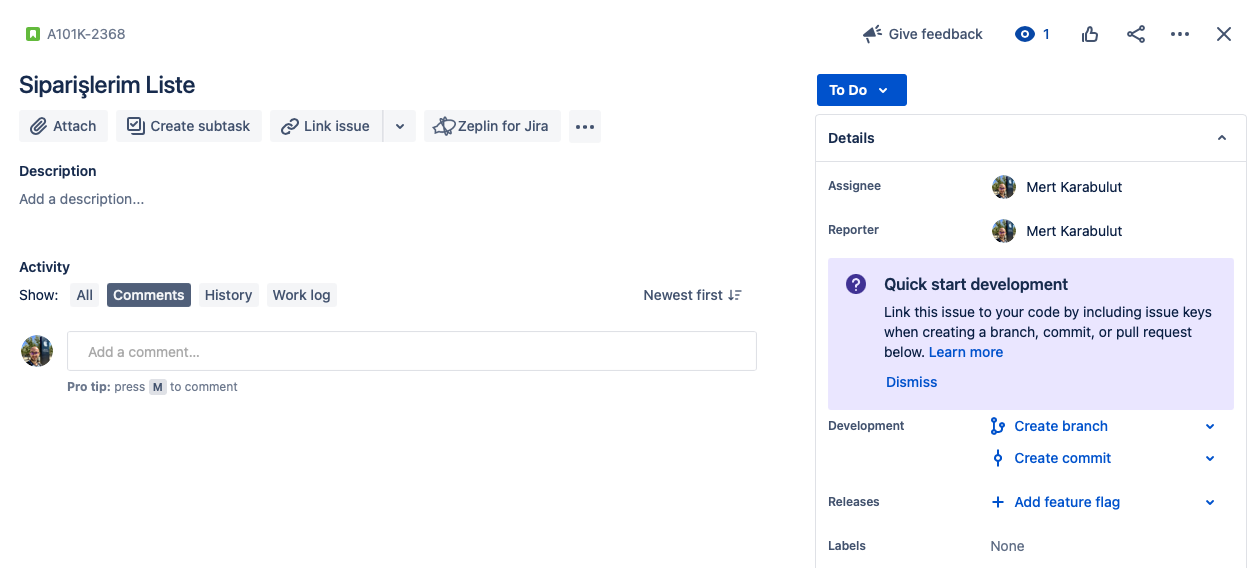 A101K-2368
Give feedback
1
Siparişlerim Liste
To Do
Attach
Create subtask
Link issue
Zeplin for Jira
Details
Description
Add a description...
Assignee
Mert Karabulut
Reporter
Mert Karabulut
Activity
Show: All Comments History Work log
Newest first
Add a comment...
Pro tip: press M to comment
?
Quick start development
Link this issue to your code by including issue keys
when creating a branch, commit, or pull request
below. Learn more
Dismiss
Development
Create branch
Create commit
Releases
Add feature flag
Labels
None